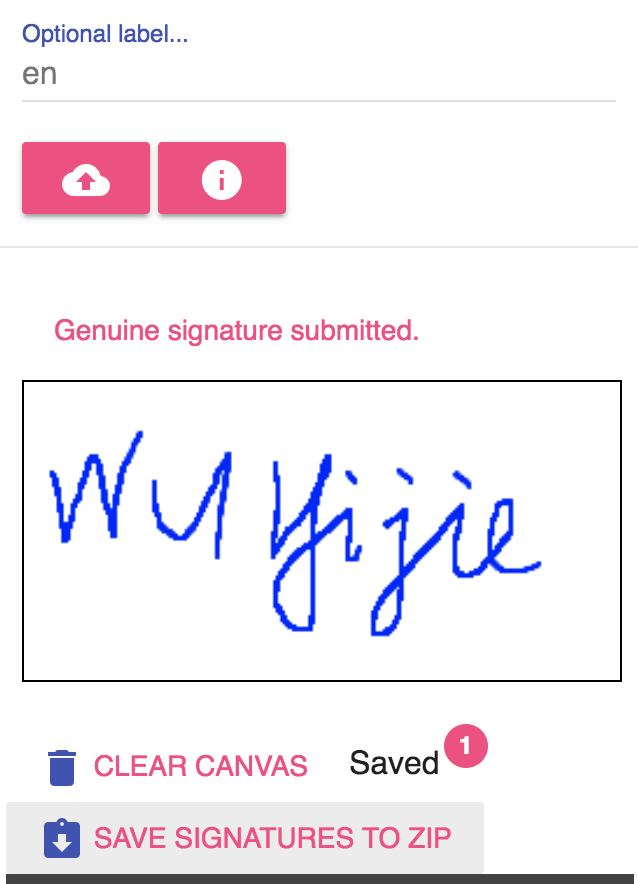 Optional label...
en
Genuine signature submitted.
Wu Yijie
CLEAR CANVAS Saved 1
SAVE SIGNATURES TO ZIP